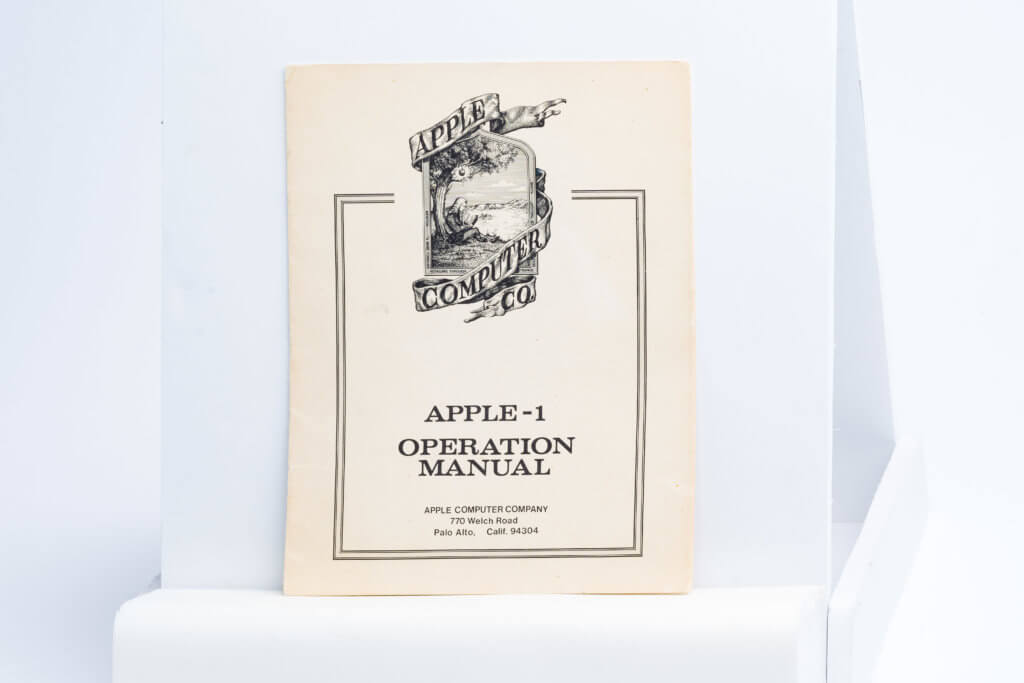 APPLE
COMPUTER
CO.
APPLE-1
OPERATION
MANUAL
APPLE COMPUTER COMPANY
770 Welch Road
Palo Alto, Calif. 94304